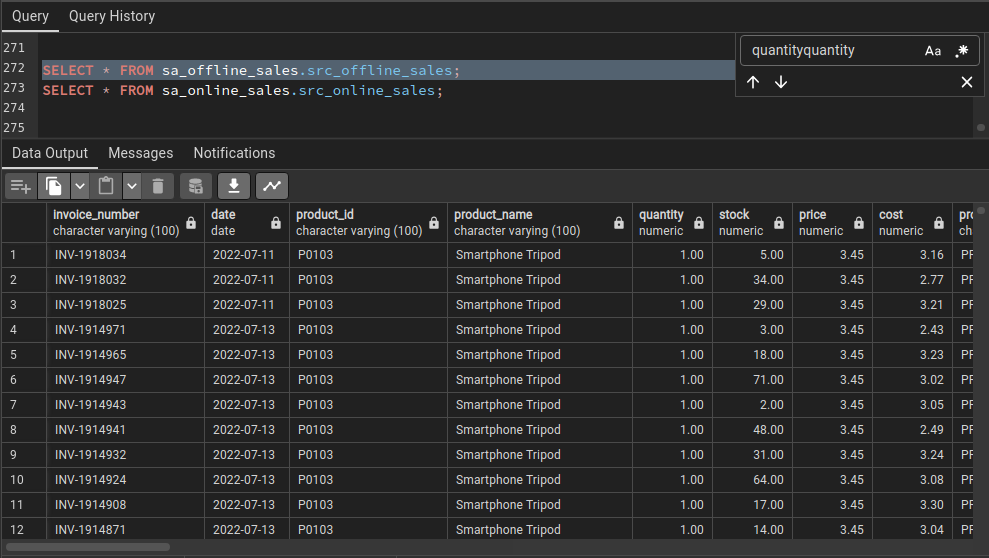 Query Query History
271
272 SELECT * FROM sa_offline_sales.src_offline_sales;
273 SELECT * FROM sa_online_sales.src_online_sales;
274
275
quantityquantity Aa .*
Data Output Messages Notifications
invoice_number date product_id product_name quantity stock price cost pro
character varying (100) date character varying (100) character varying (100) numeric numeric numeric numeric ch
1 INV-1918034 2022-07-11 P0103 Smartphone Tripod 1.00 5.00 3.45 3.16 PF
2 INV-1918032 2022-07-11 P0103 Smartphone Tripod 1.00 34.00 3.45 2.77 PF
3 INV-1918025 2022-07-11 P0103 Smartphone Tripod 1.00 29.00 3.45 3.21 PF
4 INV-1914971 2022-07-13 P0103 Smartphone Tripod 1.00 3.00 3.45 2.43 PF
5 INV-1914965 2022-07-13 P0103 Smartphone Tripod 1.00 18.00 3.45 3.23 PF
6 INV-1914947 2022-07-13 P0103 Smartphone Tripod 1.00 71.00 3.45 3.02 PF
7 INV-1914943 2022-07-13 P0103 Smartphone Tripod 1.00 2.00 3.45 3.05 PF
8 INV-1914941 2022-07-13 P0103 Smartphone Tripod 1.00 48.00 3.45 2.49 PF
9 INV-1914932 2022-07-13 P0103 Smartphone Tripod 1.00 31.00 3.45 3.24 PF
10 INV-1914924 2022-07-13 P0103 Smartphone Tripod 1.00 64.00 3.45 3.08 PF
11 INV-1914908 2022-07-13 P0103 Smartphone Tripod 1.00 17.00 3.45 3.30 PF
12 INV-1914871 2022-07-13 P0103 Smartphone Tripod 1.00 14.00 3.45 3.04 PF